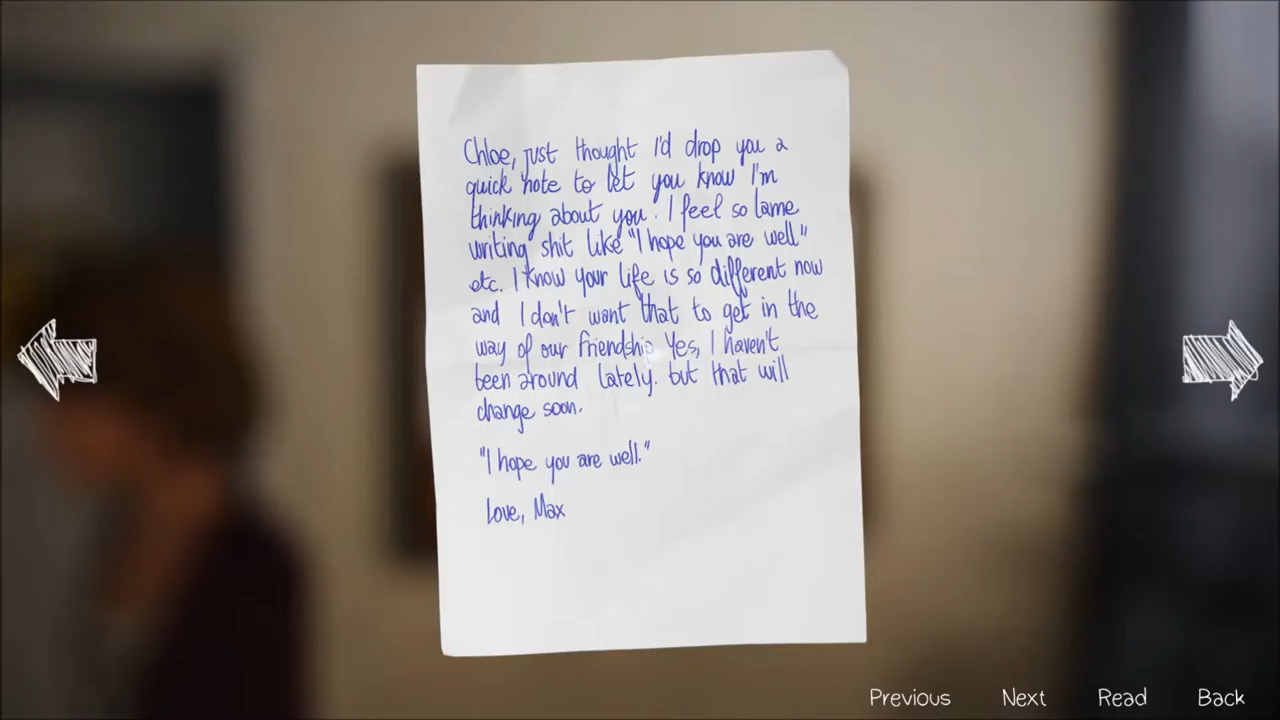 Chloe, just thought I'd drop you a
quick note to let you know I'm
thinking about you. I feel so lame
writing shit like "I hope you are well"
etc. I know your life is so different now
and I don't want that to get in the
way of our friendship Yes, I haven't
been around lately. but that will
change soon.
"I hope you are well."
Love, Max
Previous Next Read Back